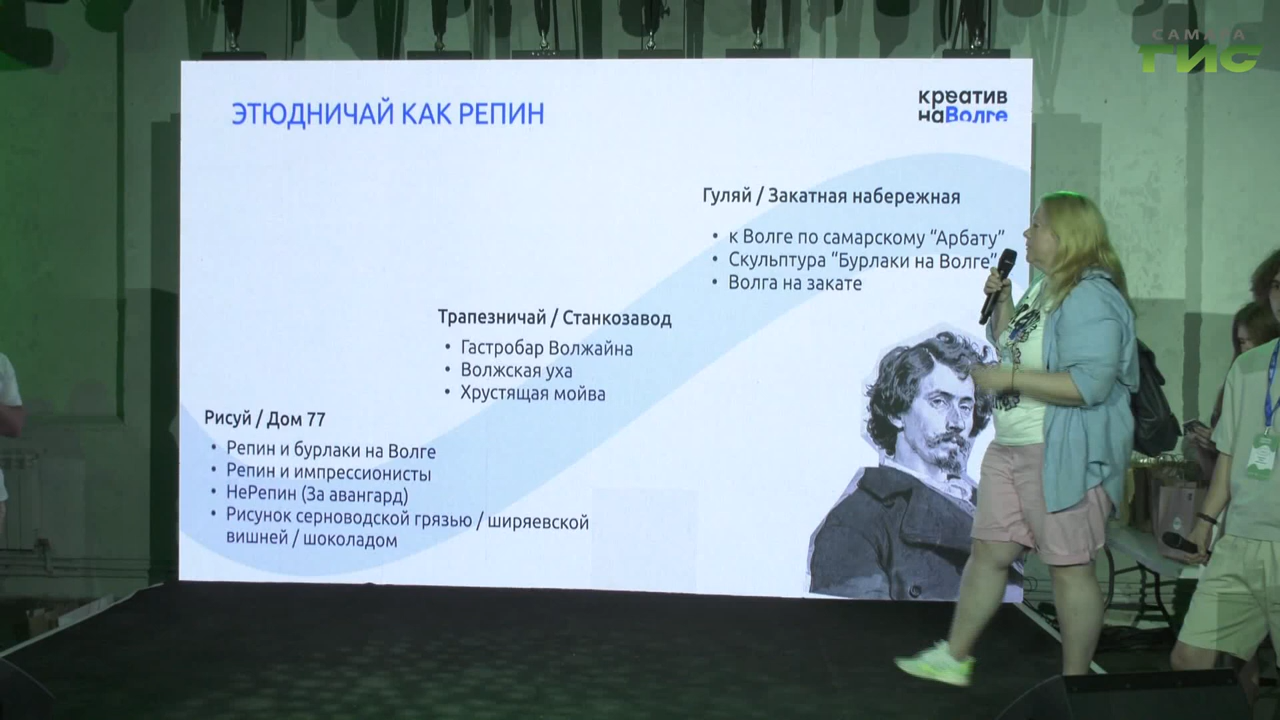 САМАРА
ГИС
ЭТЮДНИЧАЙ КАК РЕПИН
креатив
наВолге
Гуляй / Закатная набережная
• к Волге по самарскому “Арбату”
• Скульптура “Бурлаки на Волге”
• Волга на закате
Трапезничай / Станкозавод
• Гастробар Волжайна
• Волжская уха
• Хрустящая мойва
Рисуй / Дом 77
• Репин и бурлаки на Волге
• Репин и импрессионисты
• НеРепин (За авангард)
• Рисунок серноводской грязью / ширяевской
вишней / шоколадом